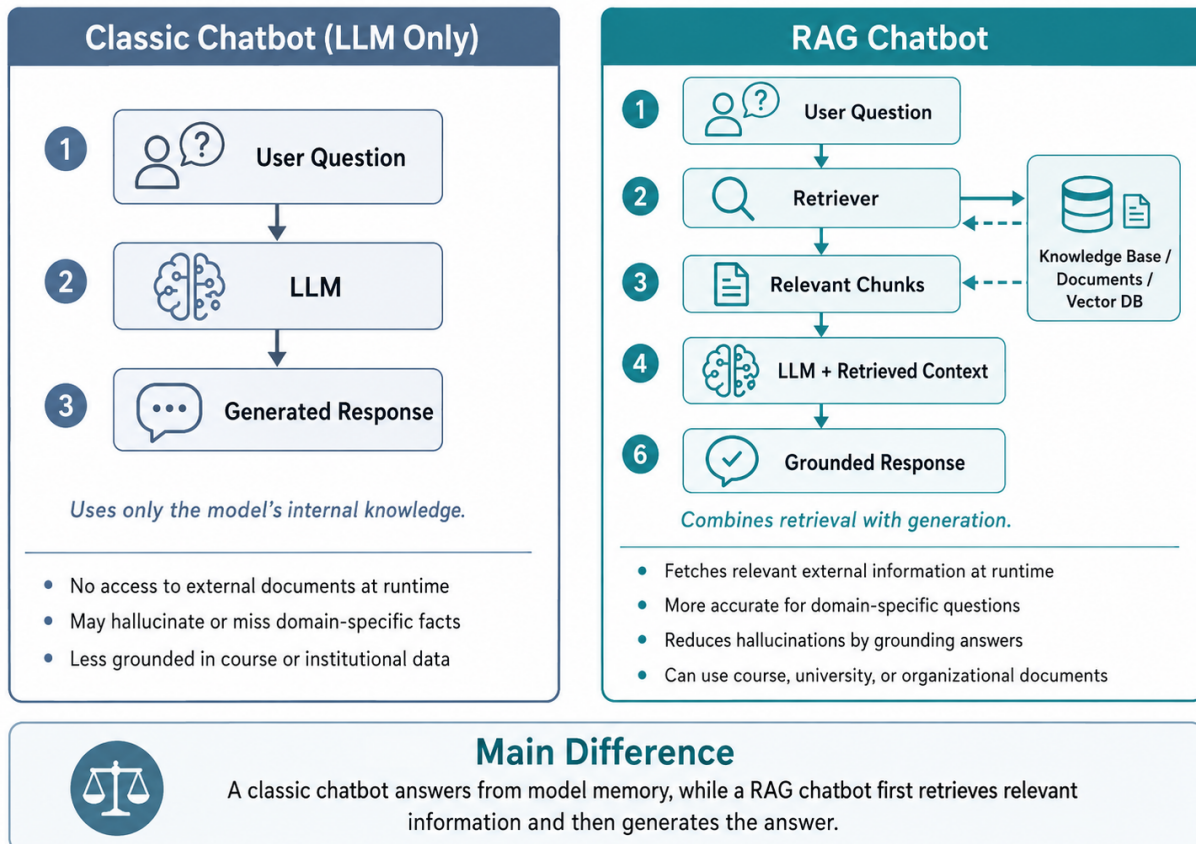 Classic Chatbot (LLM Only)
1
?
User Question
2
LLM
3
Generated Response
Uses only the model's internal knowledge.
• No access to external documents at runtime
• May hallucinate or miss domain-specific facts
• Less grounded in course or institutional data
RAG Chatbot
1
?
User Question
2
Retriever
Knowledge Base /
Documents /
Vector DB
3
Relevant Chunks
4
LLM + Retrieved Context
6
Grounded Response
Combines retrieval with generation.
• Fetches relevant external information at runtime
• More accurate for domain-specific questions
• Reduces hallucinations by grounding answers
• Can use course, university, or organizational documents
Main Difference
A classic chatbot answers from model memory, while a RAG chatbot first retrieves relevant
information and then generates the answer.